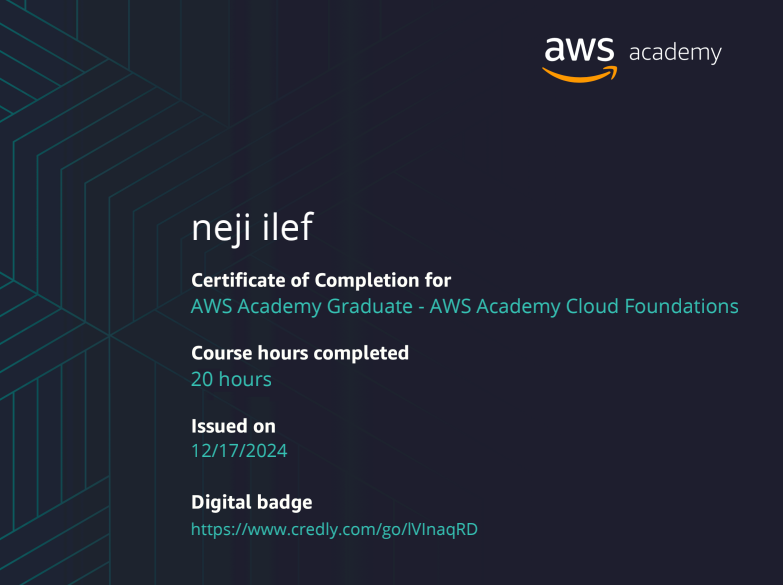 aws academy
neji ilef
Certificate of Completion for
AWS Academy Graduate - AWS Academy Cloud Foundations
Course hours completed
20 hours
Issued on
12/17/2024
Digital badge
https://www.credly.com/go/lVInaqRD